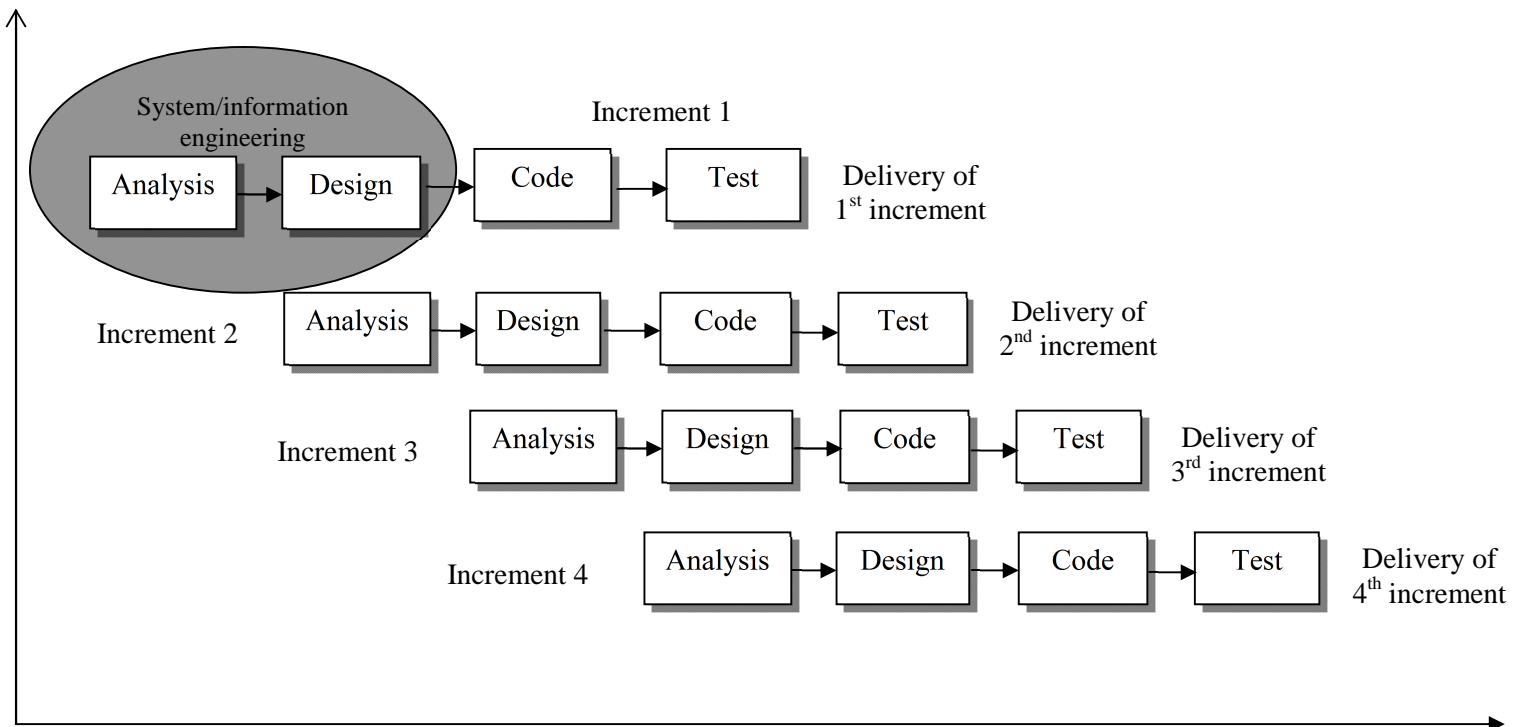 System/information
engineering
Increment 1
Analysis
Design
Code
Test
Delivery of
1st increment
Increment 2
Analysis
Design
Code
Test
Delivery of
2nd increment
Increment 3
Analysis
Design
Code
Test
Delivery of
3rd increment
Increment 4
Analysis
Design
Code
Test
Delivery of
4th increment